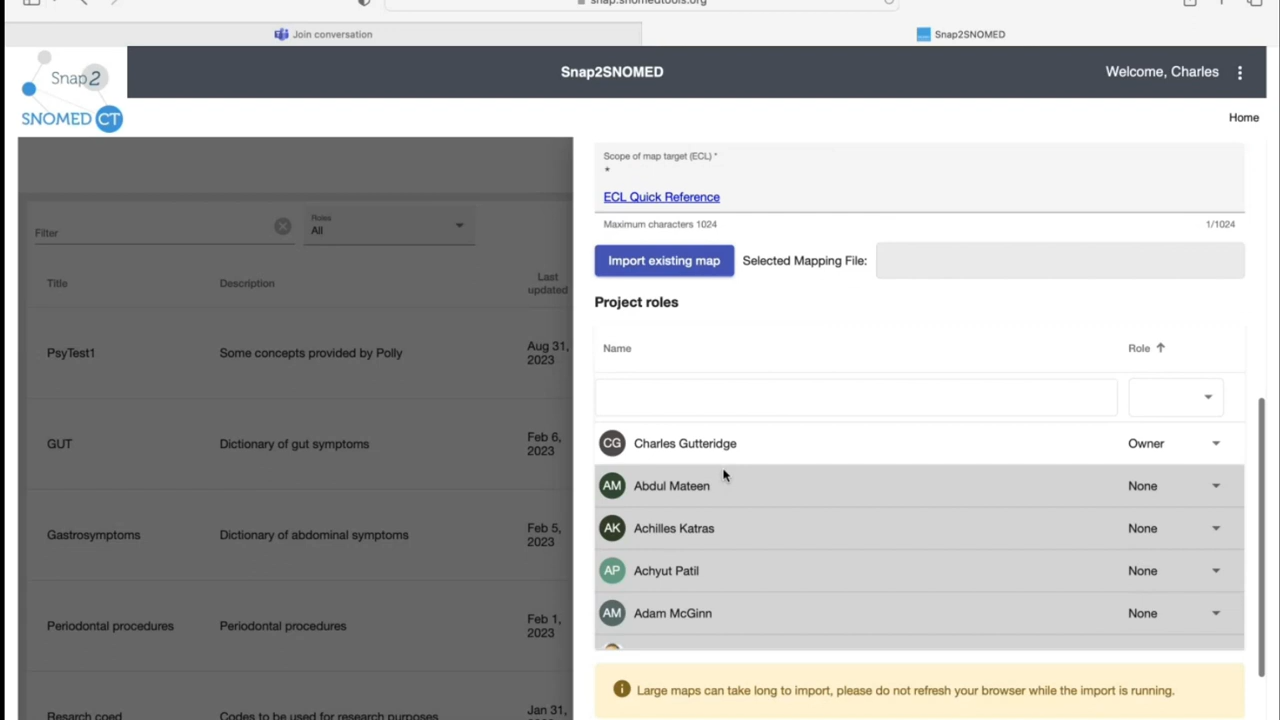 snap.snomedtools.org
Join conversation
Snap2SNOMED
Snap2
SNOMED CT
Snap2SNOMED
Welcome, Charles
Home
Filter
Roles
All
Title
Description
Last
updated
PsyTest1
Some concepts provided by Polly
Aug 31,
2023
GUT
Dictionary of gut symptoms
Feb 6,
2023
Gastrosymptoms
Dictionary of abdominal symptoms
Feb 5,
2023
Periodontal procedures
Periodontal procedures
Feb 1,
2023
Resarch coed
Codes to be used for research purposes
Jan 31,
Scope of map target (ECL) *
*
ECL Quick Reference
Maximum characters 1024
1/1024
Import existing map
Selected Mapping File:
Project roles
Name
Role
CG Charles Gutteridge
Owner
AM Abdul Mateen
None
AK Achilles Katras
None
AP Achyut Patil
None
AM Adam McGinn
None
Large maps can take long to import, please do not refresh your browser while the import is running.